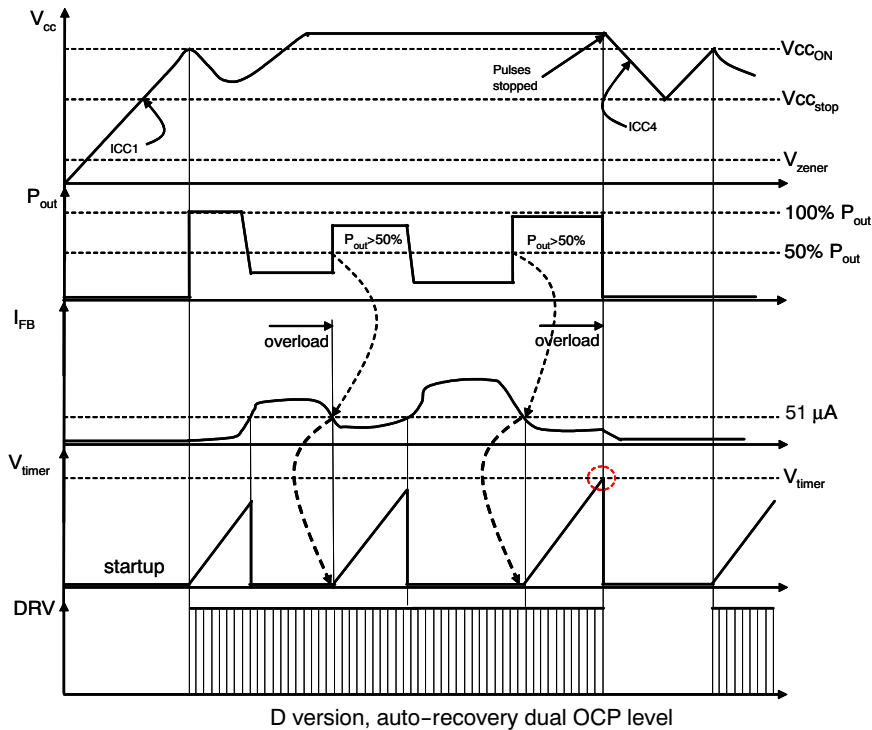 Vcc
VccON
Pulses stopped
Vccstop
ICC1
ICC4
Vzener
Pout
100% Pout
Pout>50%
Pout>50%
50% Pout
IFB
overload
overload
51 µA
Vtimer
Vtimer
startup
DRV
D version, auto-recovery dual OCP level